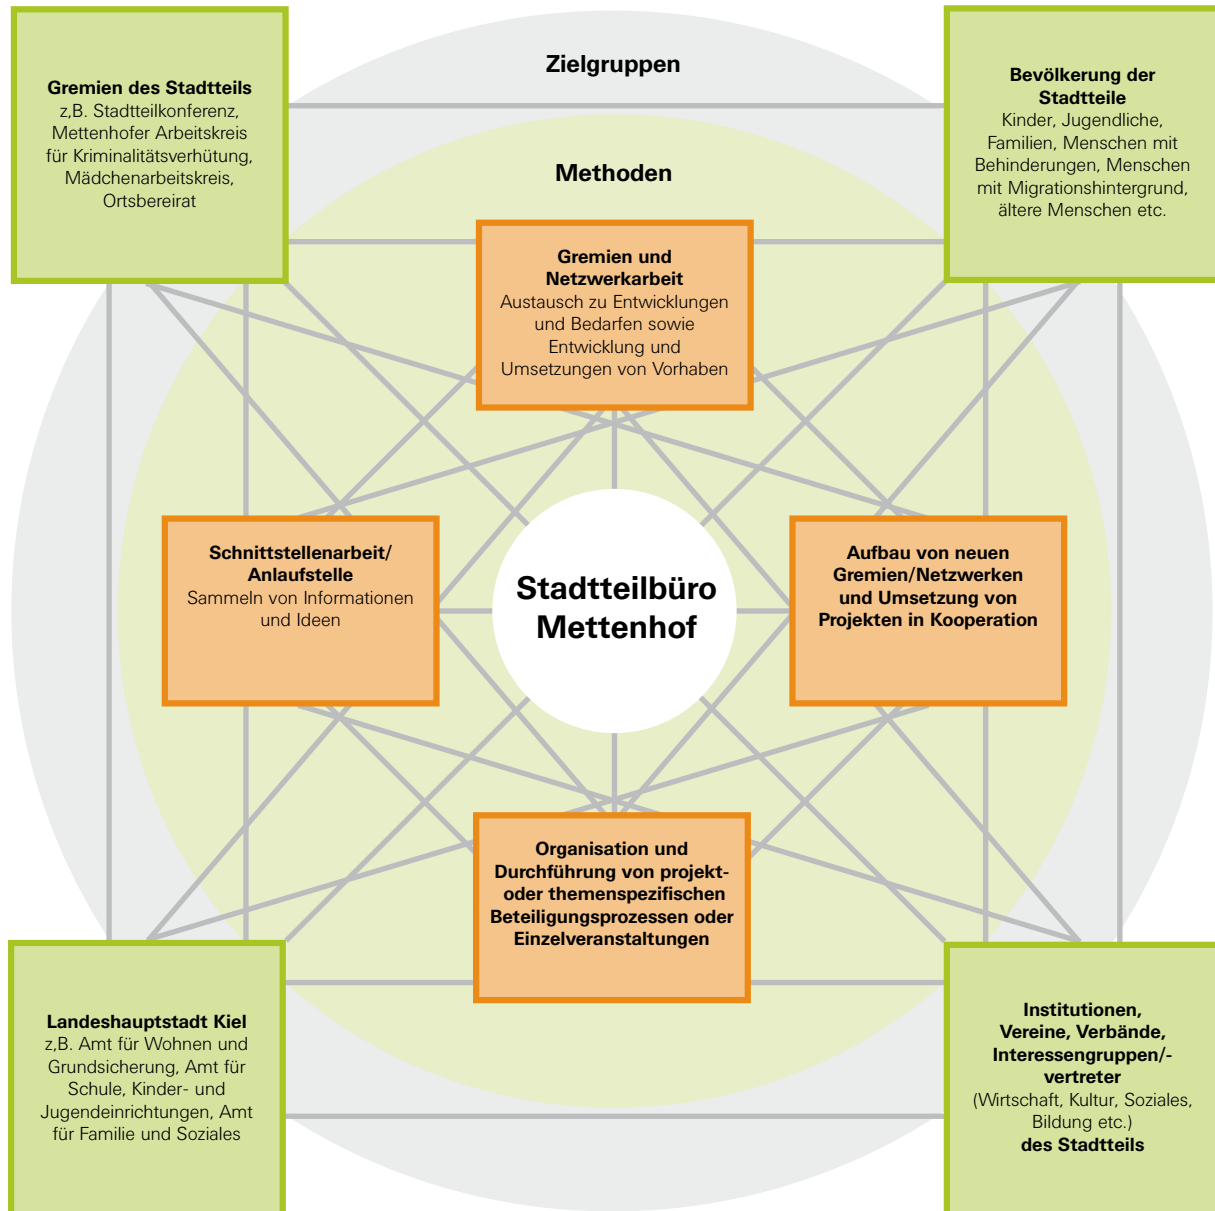 Zielgruppen
Gremien des Stadtteils
z,B. Stadtteilkonferenz,
Mettenhofer Arbeitskreis
für Kriminalitätsverhütung,
Mädchenarbeitskreis,
Ortsbereirat
Bevölkerung der
Stadtteile
Kinder, Jugendliche,
Familien, Menschen mit
Behinderungen, Menschen
mit Migrationshintergrund,
ältere Menschen etc.
Methoden
Gremien und
Netzwerkarbeit
Austausch zu Entwicklungen
und Bedarfen sowie
Entwicklung und
Umsetzungen von Vorhaben
Schnittstellenarbeit/
Anlaufstelle
Sammeln von Informationen
und Ideen
Stadtteilbüro
Mettenhof
Aufbau von neuen
Gremien/Netzwerken
und Umsetzung von
Projekten in Kooperation
Organisation und
Durchführung von projekt-
oder themenspezifischen
Beteiligungsprozessen oder
Einzelveranstaltungen
Landeshauptstadt Kiel
z,B. Amt für Wohnen und
Grundsicherung, Amt für
Schule, Kinder- und
Jugendeinrichtungen, Amt
für Familie und Soziales
Institutionen,
Vereine, Verbände,
Interessengruppen/-
vertreter
(Wirtschaft, Kultur, Soziales,
Bildung etc.)
des Stadtteils